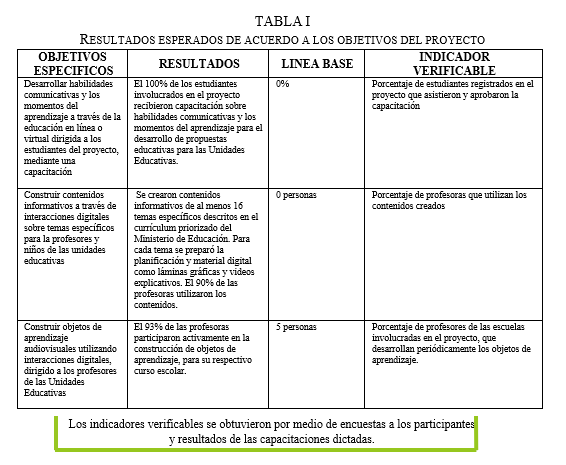 TABLA I
RESULTADOS ESPERADOS DE ACUERDO A LOS OBJETIVOS DEL PROYECTO
OBJETIVOS
ESPECIFICOS
RESULTADOS
LINEA BASE
INDICADOR
VERIFICABLE
Desarrollar habilidades
comunicativas y los
momentos del
aprendizaje a través de la
educación en línea o
virtual dirigida a los
estudiantes del proyecto,
mediante una
capacitación
El 100% de los estudiantes
involucrados en el proyecto
recibieron capacitación sobre
habilidades comunicativas y los
momentos del aprendizaje para el
desarrollo de propuestas
educativas para las Unidades
Educativas.
0%
Porcentaje de estudiantes registrados en el
proyecto que asistieron y aprobaron la
capacitación
Construir contenidos
informativos a través de
interacciones digitales
sobre temas específicos
para la profesores y
niños de las unidades
educativas
Se crearon contenidos
informativos de al menos 16
temas específicos descritos en el
currículum priorizado del
Ministerio de Educación. Para
cada tema se preparó la
planificación y material digital
como láminas gráficas y videos
explicativos. El 90% de las
profesoras utilizaron los
contenidos.
0 personas
Porcentaje de profesoras que utilizan los
contenidos creados
Construir objetos de
aprendizaje
audiovisuales utilizando
interacciones digitales,
dirigido a los profesores
de las Unidades
Educativas
El 93% de las profesoras
participaron activamente en la
construcción de objetos de
aprendizaje, para su respectivo
curso escolar.
5 personas
Porcentaje de profesores de las escuelas
involucradas en el proyecto, que
desarrollan periódicamente los objetos de
aprendizaje.
Los indicadores verificables se obtuvieron por medio de encuestas a los participantes
y resultados de las capacitaciones dictadas.